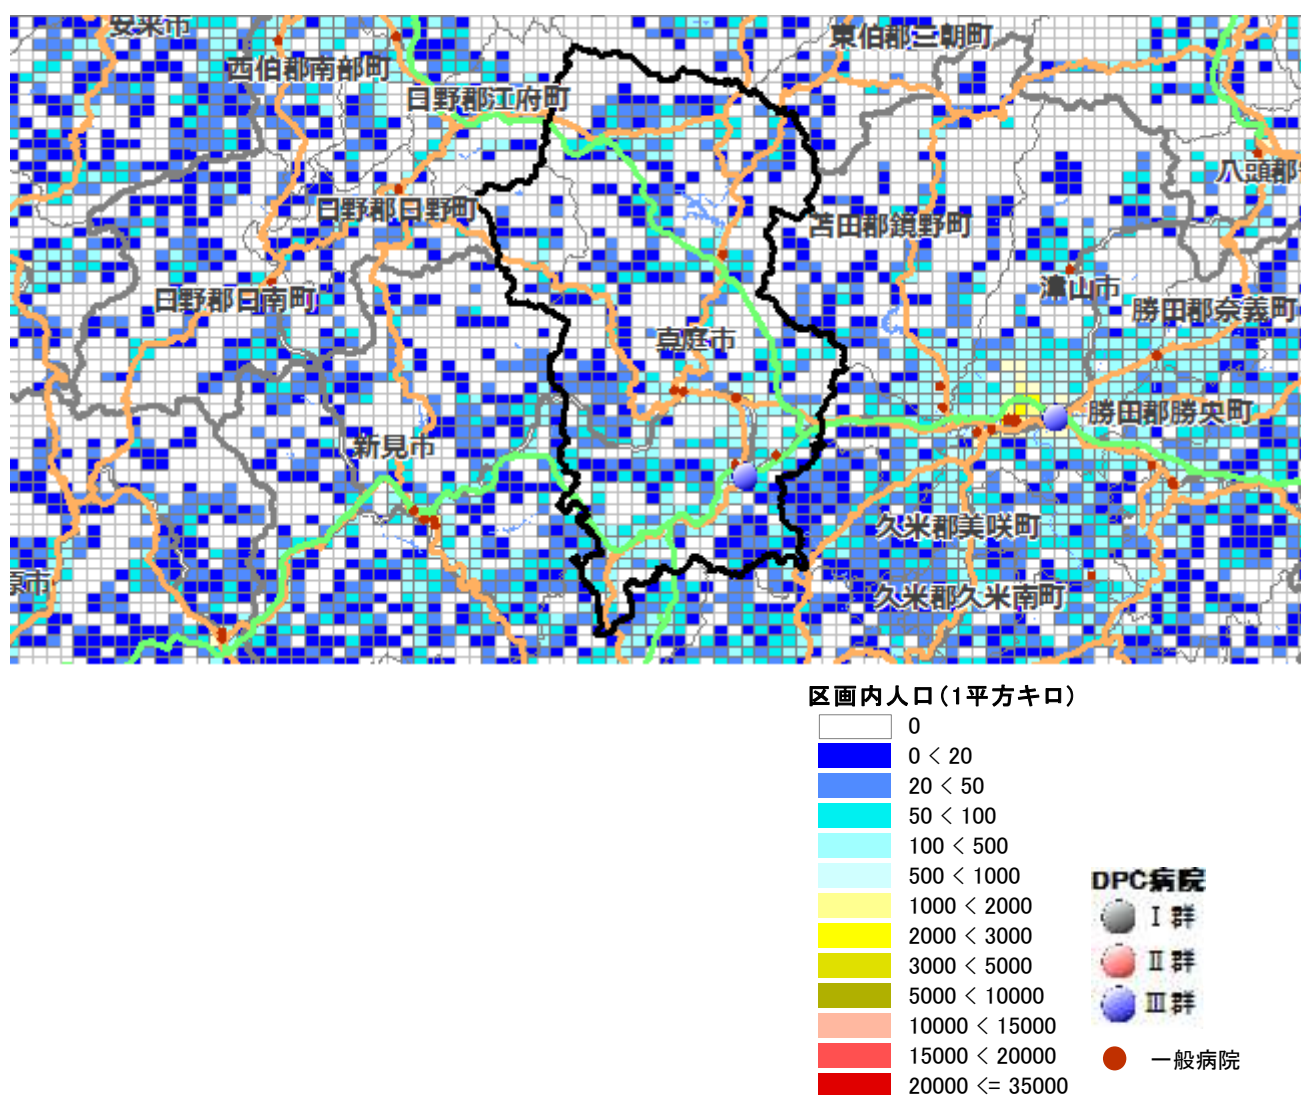 安来市
東伯郡三朝町
西伯郡南部町
日野郡江府町
八頭郡
日野郡日野町
苫田郡鏡野町
日野郡日南町
津山市
勝田郡奈義町
真庭市
勝田郡勝央町
新見市
久米郡美咲町
原市
久米郡久米南町
区画内人口(1平方キロ)
0
0 < 20
20 < 50
50 < 100
100 < 500
500 < 1000
1000 < 2000
2000 < 3000
3000 < 5000
5000 < 10000
10000 < 15000
15000 < 20000
20000 <= 35000
DPC病院
Ⅰ群
Ⅱ群
Ⅲ群
一般病院